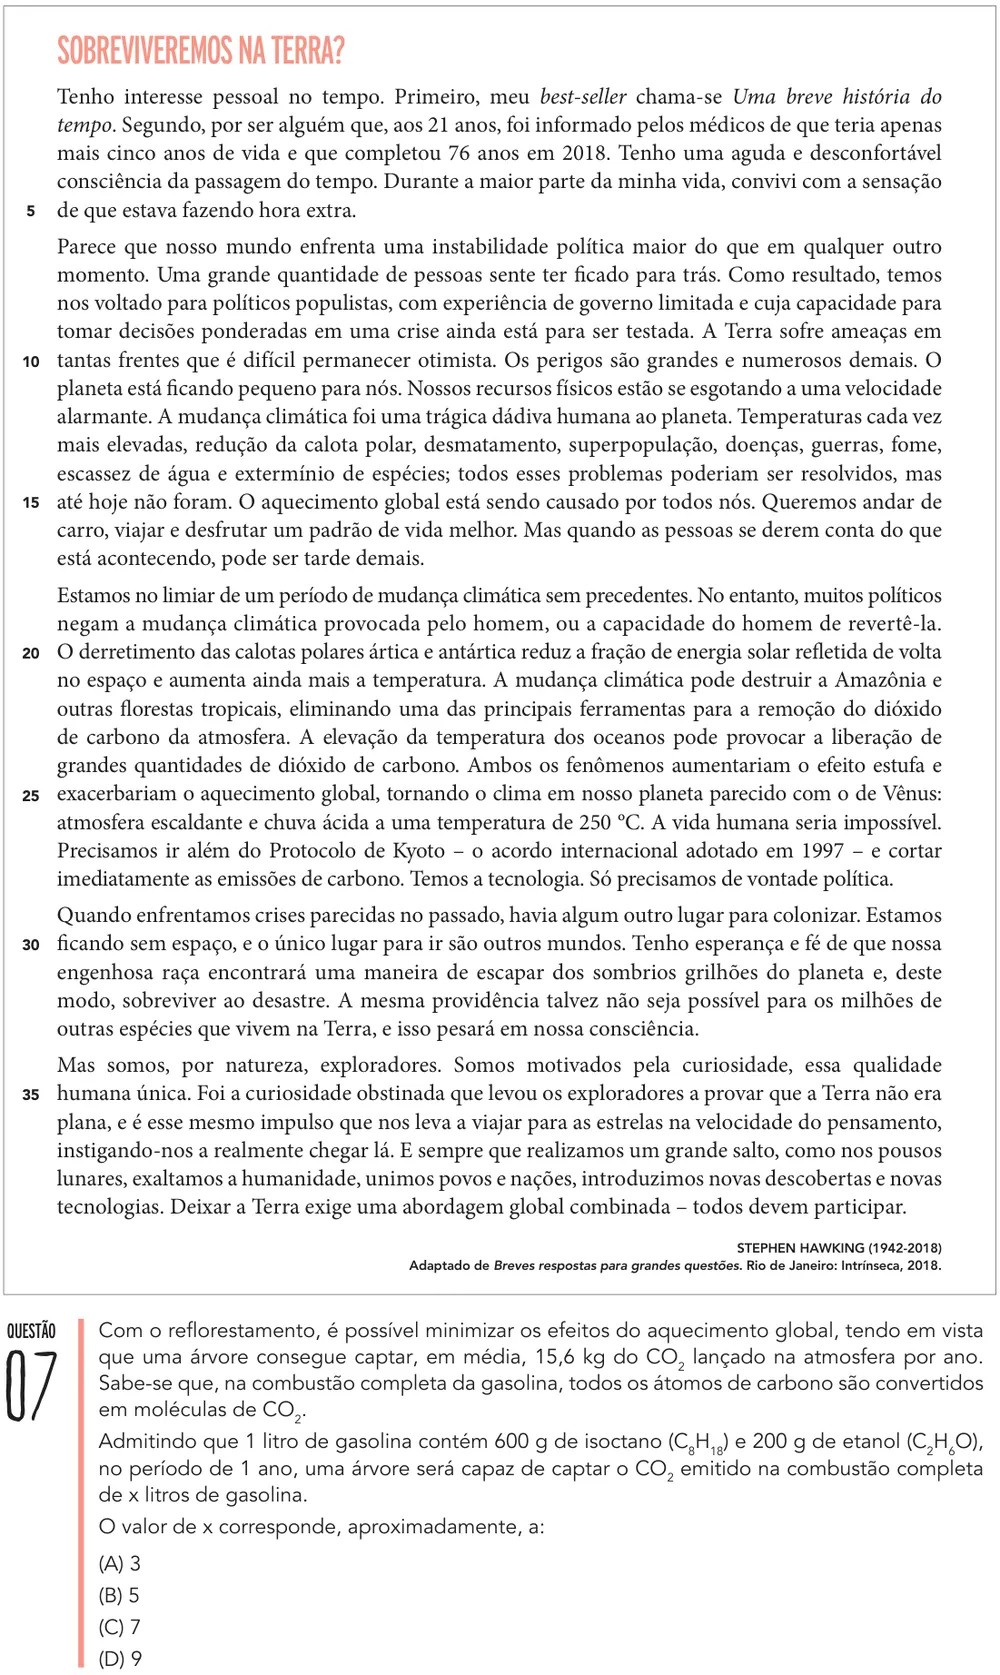 SOBREVIVEREMOS NA TERRA?
Tenho interesse pessoal no tempo. Primeiro, meu best-seller chama-se Uma breve história do
tempo. Segundo, por ser alguém que, aos 21 anos, foi informado pelos médicos de que teria apenas
mais cinco anos de vida e que completou 76 anos em 2018. Tenho uma aguda e desconfortável
consciência da passagem do tempo. Durante a maior parte da minha vida, convivi com a sensação
5 de que estava fazendo hora extra.
Parece que nosso mundo enfrenta uma instabilidade política maior do que em qualquer outro
momento. Uma grande quantidade de pessoas sente ter ficado para trás. Como resultado, temos
nos voltado para políticos populistas, com experiência de governo limitada e cuja capacidade para
tomar decisões ponderadas em uma crise ainda está para ser testada. A Terra sofre ameaças em
10 tantas frentes que é difícil permanecer otimista. Os perigos são grandes e numerosos demais. O
planeta está ficando pequeno para nós. Nossos recursos físicos estão se esgotando a uma velocidade
alarmante. A mudança climática foi uma trágica dádiva humana ao planeta. Temperaturas cada vez
mais elevadas, redução da calota polar, desmatamento, superpopulação, doenças, guerras, fome,
escassez de água e extermínio de espécies; todos esses problemas poderiam ser resolvidos, mas
15 até hoje não foram. O aquecimento global está sendo causado por todos nós. Queremos andar de
carro, viajar e desfrutar um padrão de vida melhor. Mas quando as pessoas se derem conta do que
está acontecendo, pode ser tarde demais.
Estamos no limiar de um período de mudança climática sem precedentes. No entanto, muitos políticos
negam a mudança climática provocada pelo homem, ou a capacidade do homem de revertê-la.
20 O derretimento das calotas polares ártica e antártica reduz a fração de energia solar refletida de volta
no espaço e aumenta ainda mais a temperatura. A mudança climática pode destruir a Amazônia e
outras florestas tropicais, eliminando uma das principais ferramentas para a remoção do dióxido
de carbono da atmosfera. A elevação da temperatura dos oceanos pode provocar a liberação de
grandes quantidades de dióxido de carbono. Ambos os fenômenos aumentariam o efeito estufa e
25 exacerbariam o aquecimento global, tornando o clima em nosso planeta parecido com o de Vênus:
atmosfera escaldante e chuva ácida a uma temperatura de 250 ºC. A vida humana seria impossível.
Precisamos ir além do Protocolo de Kyoto – o acordo internacional adotado em 1997 – e cortar
imediatamente as emissões de carbono. Temos a tecnologia. Só precisamos de vontade política.
Quando enfrentamos crises parecidas no passado, havia algum outro lugar para colonizar. Estamos
30 ficando sem espaço, e o único lugar para ir são outros mundos. Tenho esperança e fé de que nossa
engenhosa raça encontrará uma maneira de escapar dos sombrios grilhões do planeta e, deste
modo, sobreviver ao desastre. A mesma providência talvez não seja possível para os milhões de
outras espécies que vivem na Terra, e isso pesará em nossa consciência.
Mas somos, por natureza, exploradores. Somos motivados pela curiosidade, essa qualidade
35 humana única. Foi a curiosidade obstinada que levou os exploradores a provar que a Terra não era
plana, e é esse mesmo impulso que nos leva a viajar para as estrelas na velocidade do pensamento,
instigando-nos a realmente chegar lá. E sempre que realizamos um grande salto, como nos pousos
lunares, exaltamos a humanidade, unimos povos e nações, introduzimos novas descobertas e novas
tecnologias. Deixar a Terra exige uma abordagem global combinada – todos devem participar.
STEPHEN HAWKING (1942-2018)
Adaptado de Breves respostas para grandes questões. Rio de Janeiro: Intrínseca, 2018.
QUESTÃO
07
Com o reflorestamento, é possível minimizar os efeitos do aquecimento global, tendo em vista
que uma árvore consegue captar, em média, 15,6 kg do CO₂ lançado na atmosfera por ano.
Sabe-se que, na combustão completa da gasolina, todos os átomos de carbono são convertidos
em moléculas de CO₂.
Admitindo que 1 litro de gasolina contém 600 g de isoctano (C₈H₁₈) e 200 g de etanol (C₂H₆O),
no período de 1 ano, uma árvore será capaz de captar o CO₂ emitido na combustão completa
de x litros de gasolina.
O valor de x corresponde, aproximadamente, a:
(A) 3
(B) 5
(C) 7
(D) 9